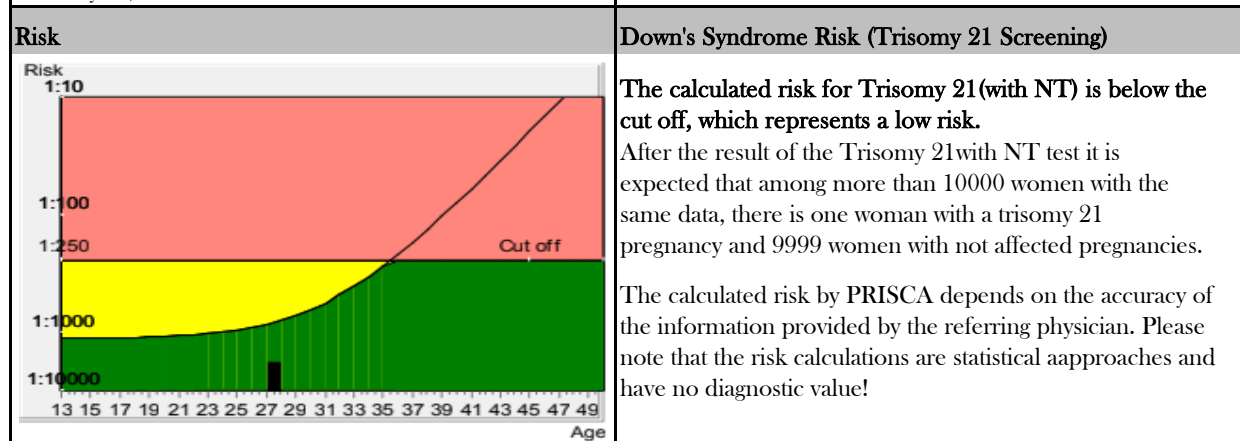 Risk
Down's Syndrome Risk (Trisomy 21 Screening)
Risk
1:10
1:100
1:250
Cut off
1:1000
1:10000
13 15 17 19 21 23 25 27 29 31 33 35 37 39 41 43 45 47 49
Age
The calculated risk for Trisomy 21(with NT) is below the
cut off, which represents a low risk.
After the result of the Trisomy 21with NT test it is
expected that among more than 10000 women with the
same data, there is one woman with a trisomy 21
pregnancy and 9999 women with not affected pregnancies.
The calculated risk by PRISCA depends on the accuracy of
the information provided by the referring physician. Please
note that the risk calculations are statistical aapproaches and
have no diagnostic value!